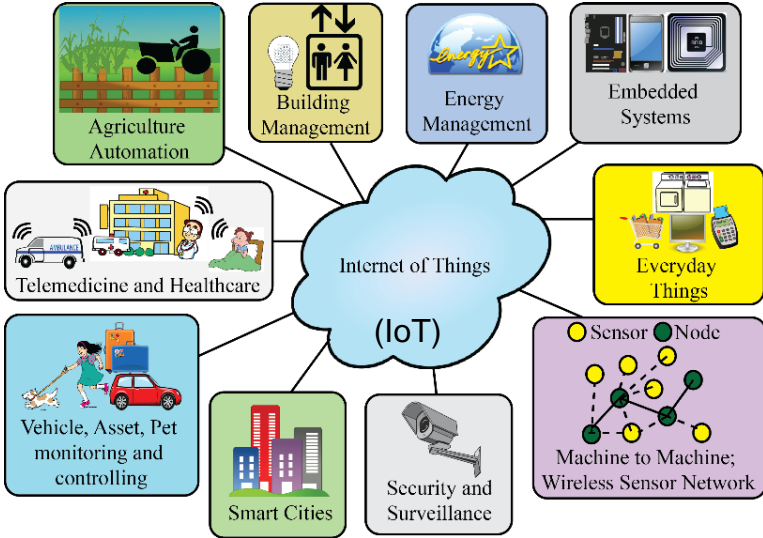 Agriculture
Automation
Building
Management
Energy
Energy
Management
Embedded
Systems
AMBULANCE
Telemedicine and Healthcare
Internet of Things
(IoT)
Everyday
Things
Vehicle, Asset, Pet
monitoring and
controlling
Smart Cities
Security and
Surveillance
Sensor Node
Machine to Machine;
Wireless Sensor Network